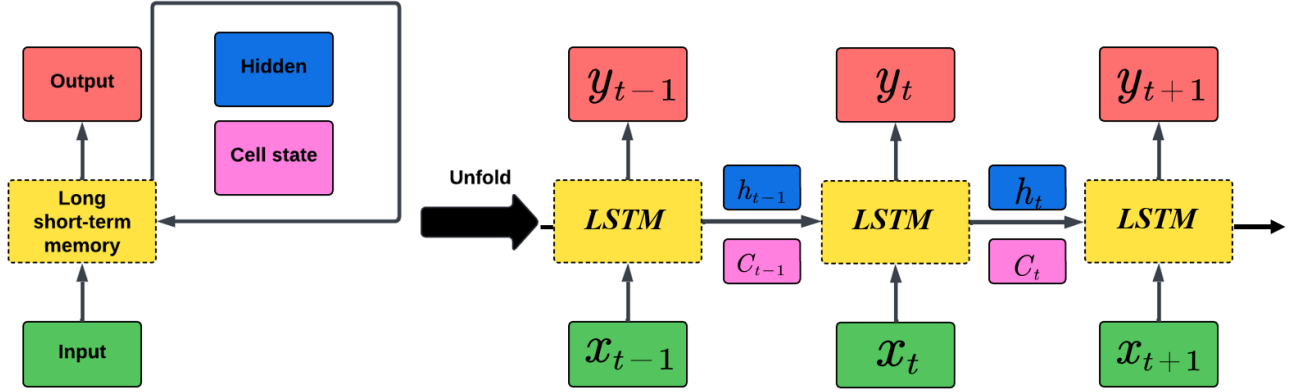 Output
Hidden
Cell state
Long
short-term
memory
Input
Unfold
y_{t-1}
y_t
y_{t+1}
LSTM
h_{t-1}
C_{t-1}
LSTM
h_t
C_t
LSTM
x_{t-1}
x_t
x_{t+1}